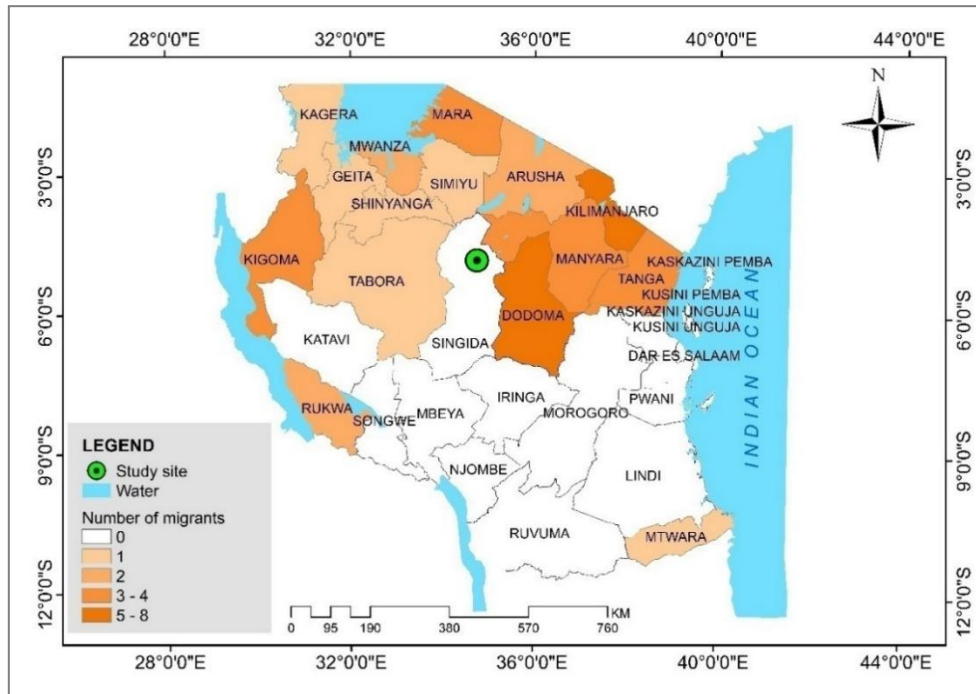 28°0'0"E 32°0'0"E 36°0'0"E 40°0'0"E 44°0'0"E
N
KAGERA
MARA
MWANZA
3°0'0"S
GEITA
SIMIYU
ARUSHA
3°0'0"S
SHINYANGA
KILIMANJARO
KIGOMA
MANYARA
KASKAZINI PEMBA
TABORA
TANGA
KUSINI PEMBA
6°0'0"S
DODOMA
KASKAZINI UNGUJA
6°0'0"S
KUSINI UNGUJA
KATAVI
SINGIDA
DAR ES SALAAM
INDIAN OCEAN
RUKWA
SONGWE
MBEYA
IRINGA
MOROGORO
PWANI
9°0'0"S
NJOMBE
LINDI
9°0'0"S
RUVUMA
MTWARA
12°0'0"S
12°0'0"S
LEGEND
Study site
Water
Number of migrants
0
1
2
3 - 4
5 - 8
KM
0 95 190 380 570 760
28°0'0"E 32°0'0"E 36°0'0"E 40°0'0"E 44°0'0"E